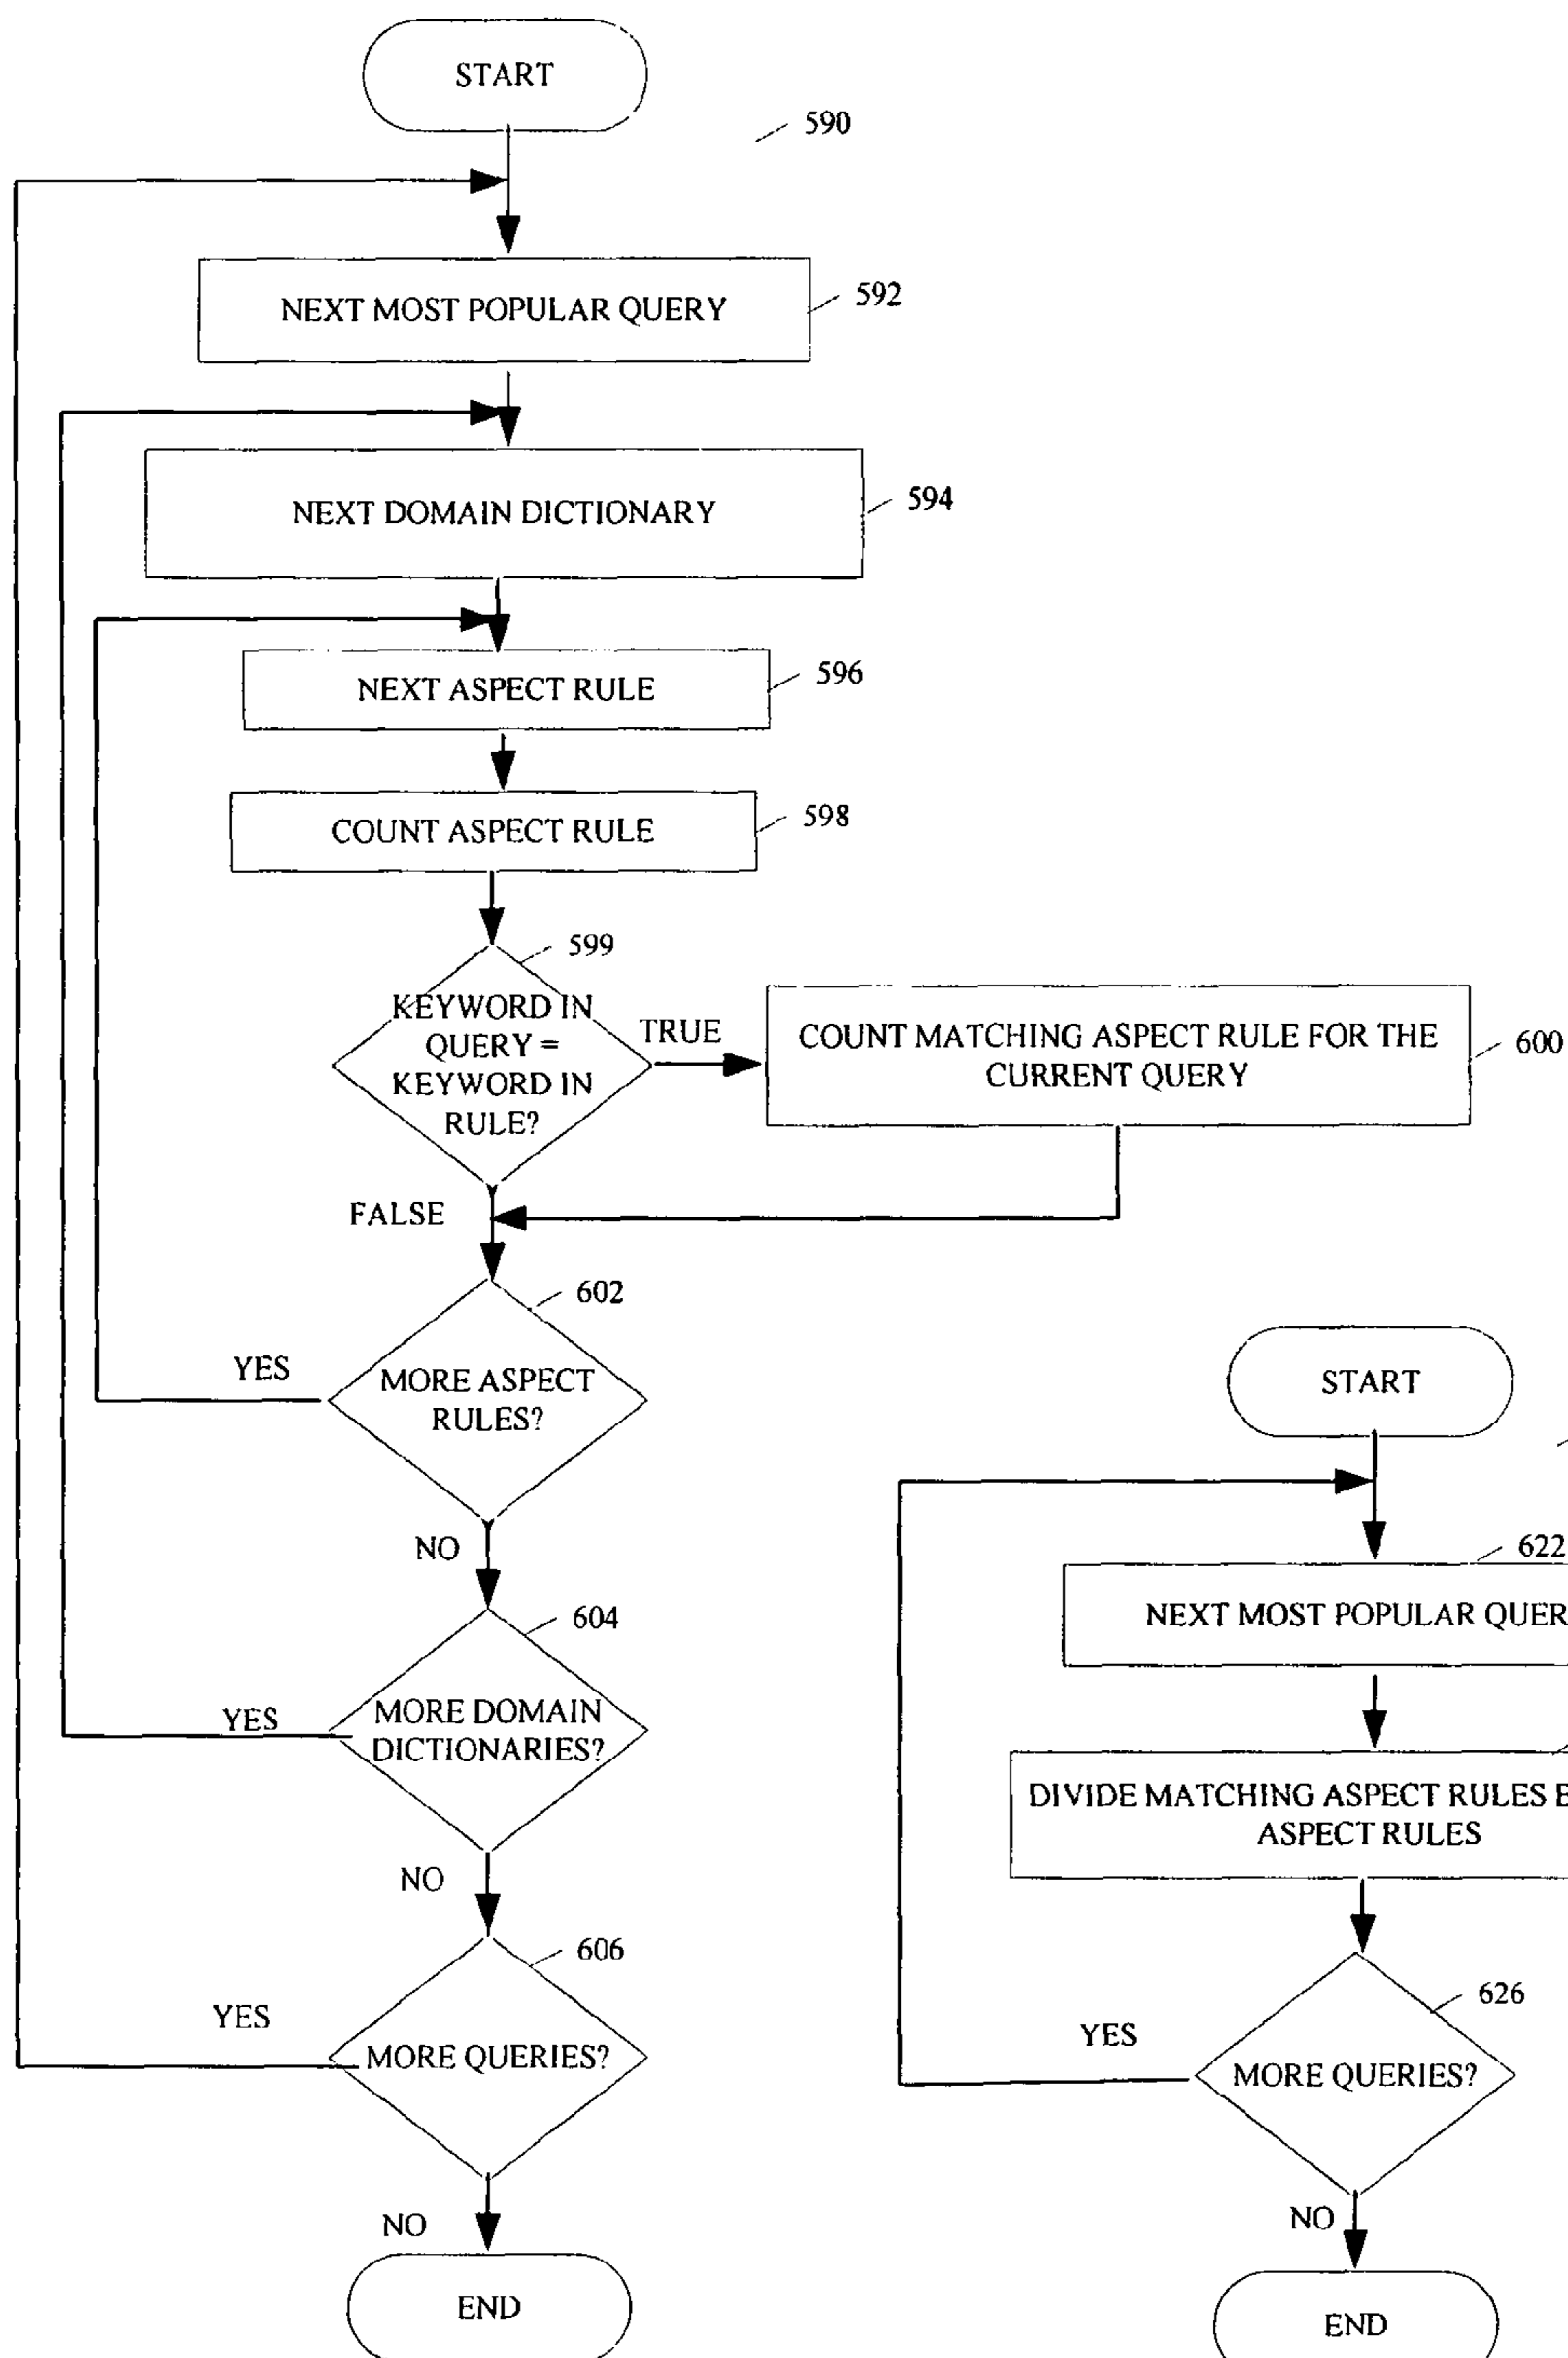 START
590
NEXT MOST POPULAR QUERY
592
NEXT DOMAIN DICTIONARY
594
NEXT ASPECT RULE
596
COUNT ASPECT RULE
598
599
KEYWORD IN
QUERY =
KEYWORD IN
RULE?
TRUE
COUNT MATCHING ASPECT RULE FOR THE
CURRENT QUERY
600
FALSE
602
MORE ASPECT
RULES?
YES
NO
604
MORE DOMAIN
DICTIONARIES?
YES
NO
606
MORE QUERIES?
YES
NO
END
START
622
NEXT MOST POPULAR QUER
DIVIDE MATCHING ASPECT RULES
ASPECT RULES
626
MORE QUERIES?
YES
NO
END